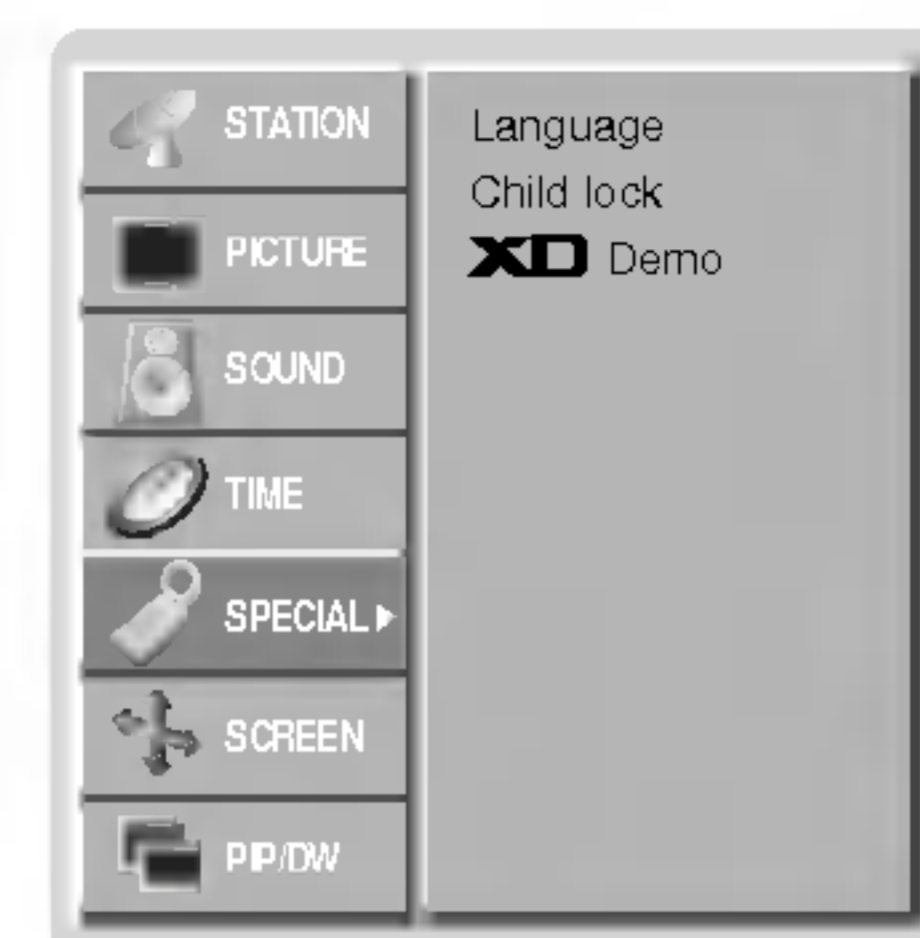 STATION
PICTURE
SOUND
TIME
SPECIAL
SCREEN
PIP/DW
Language
Child lock
XD Demo